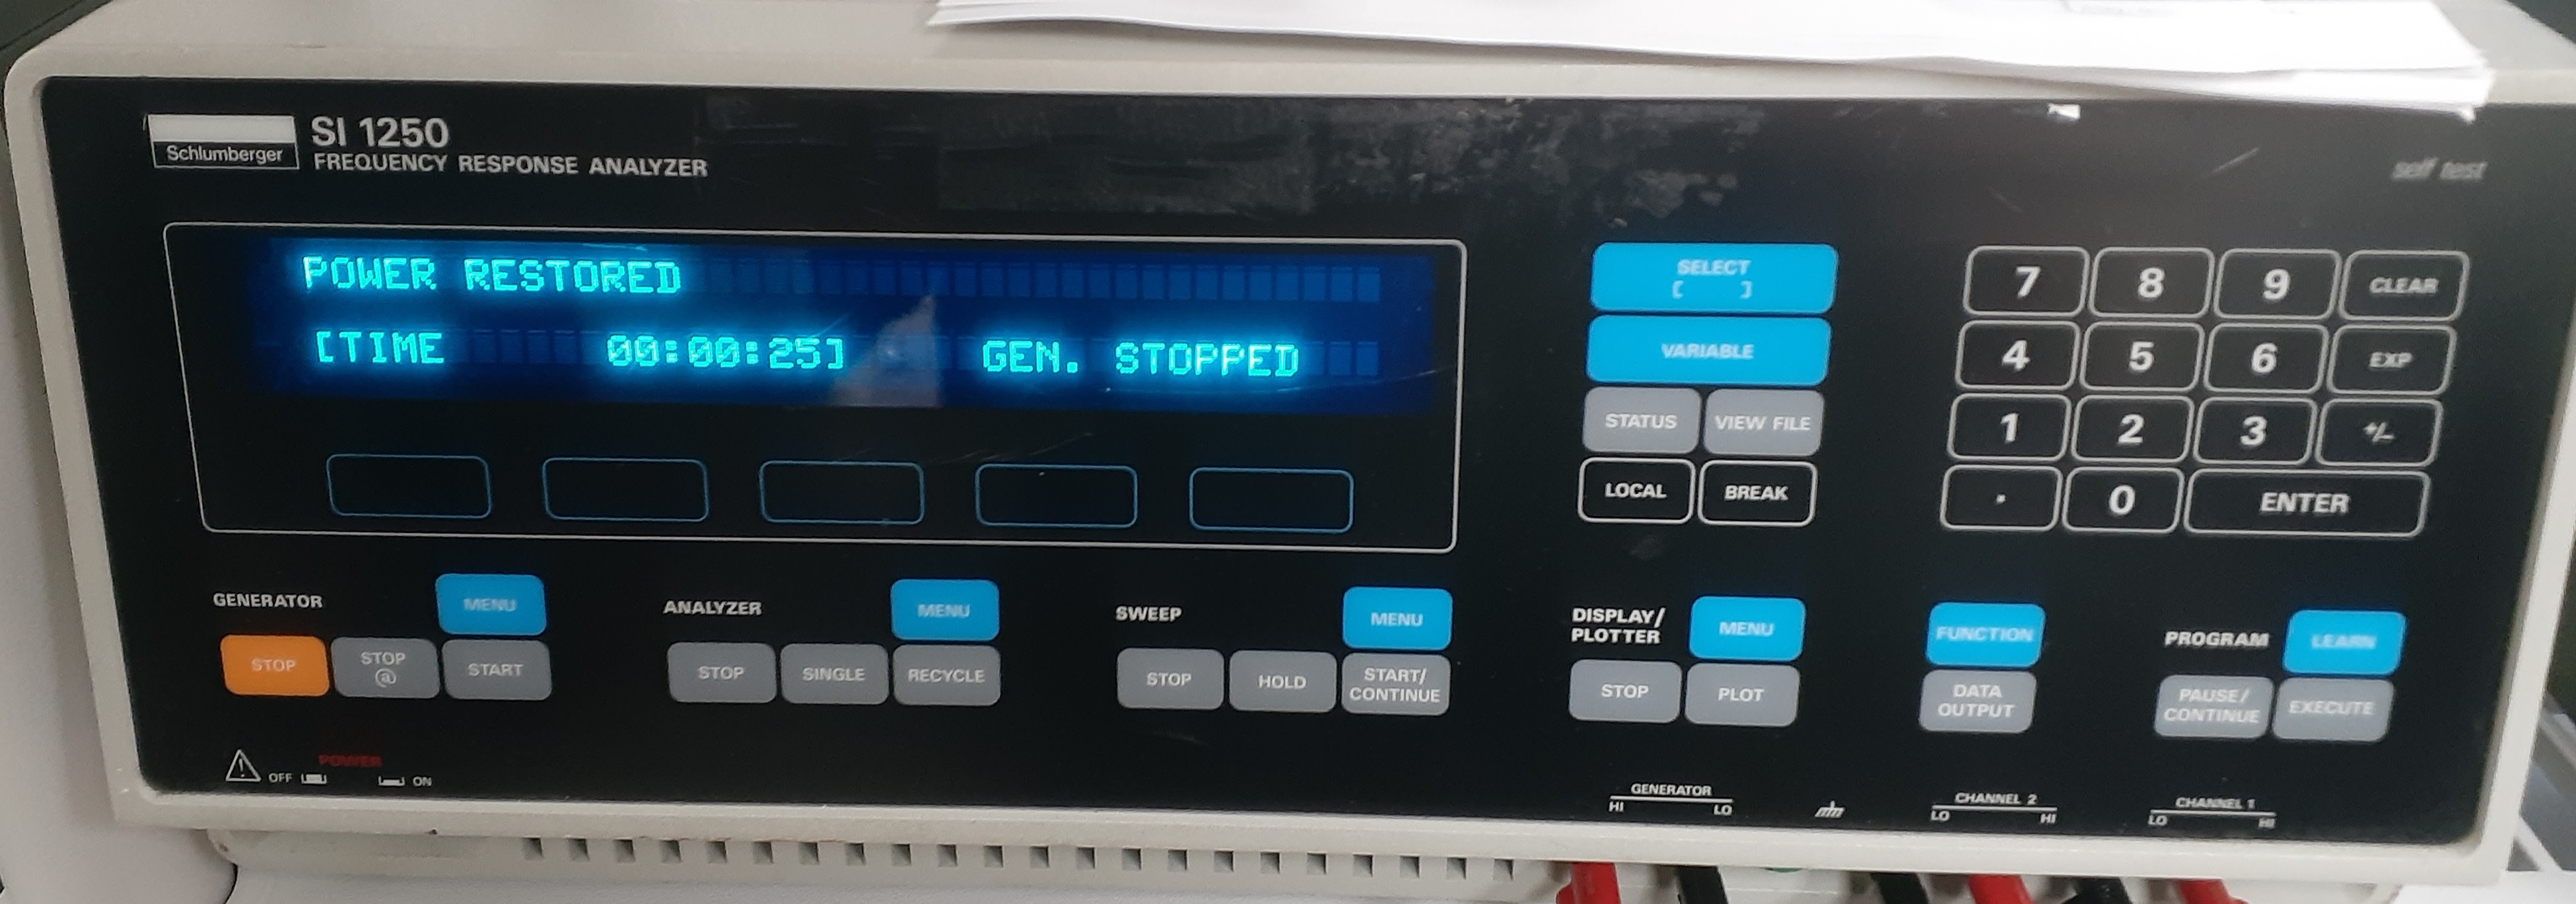 SI 1250
Schlumberger
FREQUENCY RESPONSE ANALYZER
self test
POWER RESTORED
[TIME 00:00:25] GEN. STOPPED
SELECT
[ ]
VARIABLE
STATUS VIEW FILE
LOCAL BREAK
7 8 9 CLEAR
4 5 6 EXP
1 2 3 +/-
. 0 ENTER
GENERATOR MENU
STOP STOP @ START
ANALYZER MENU
STOP SINGLE RECYCLE
SWEEP MENU
STOP HOLD START/
CONTINUE
DISPLAY/
PLOTTER MENU
STOP PLOT
FUNCTION
DATA
OUTPUT
PROGRAM LEARN
PAUSE/
CONTINUE EXECUTE
POWER
OFF ON
GENERATOR
HI LO
CHANNEL 2
LO HI
CHANNEL 1
LO HI